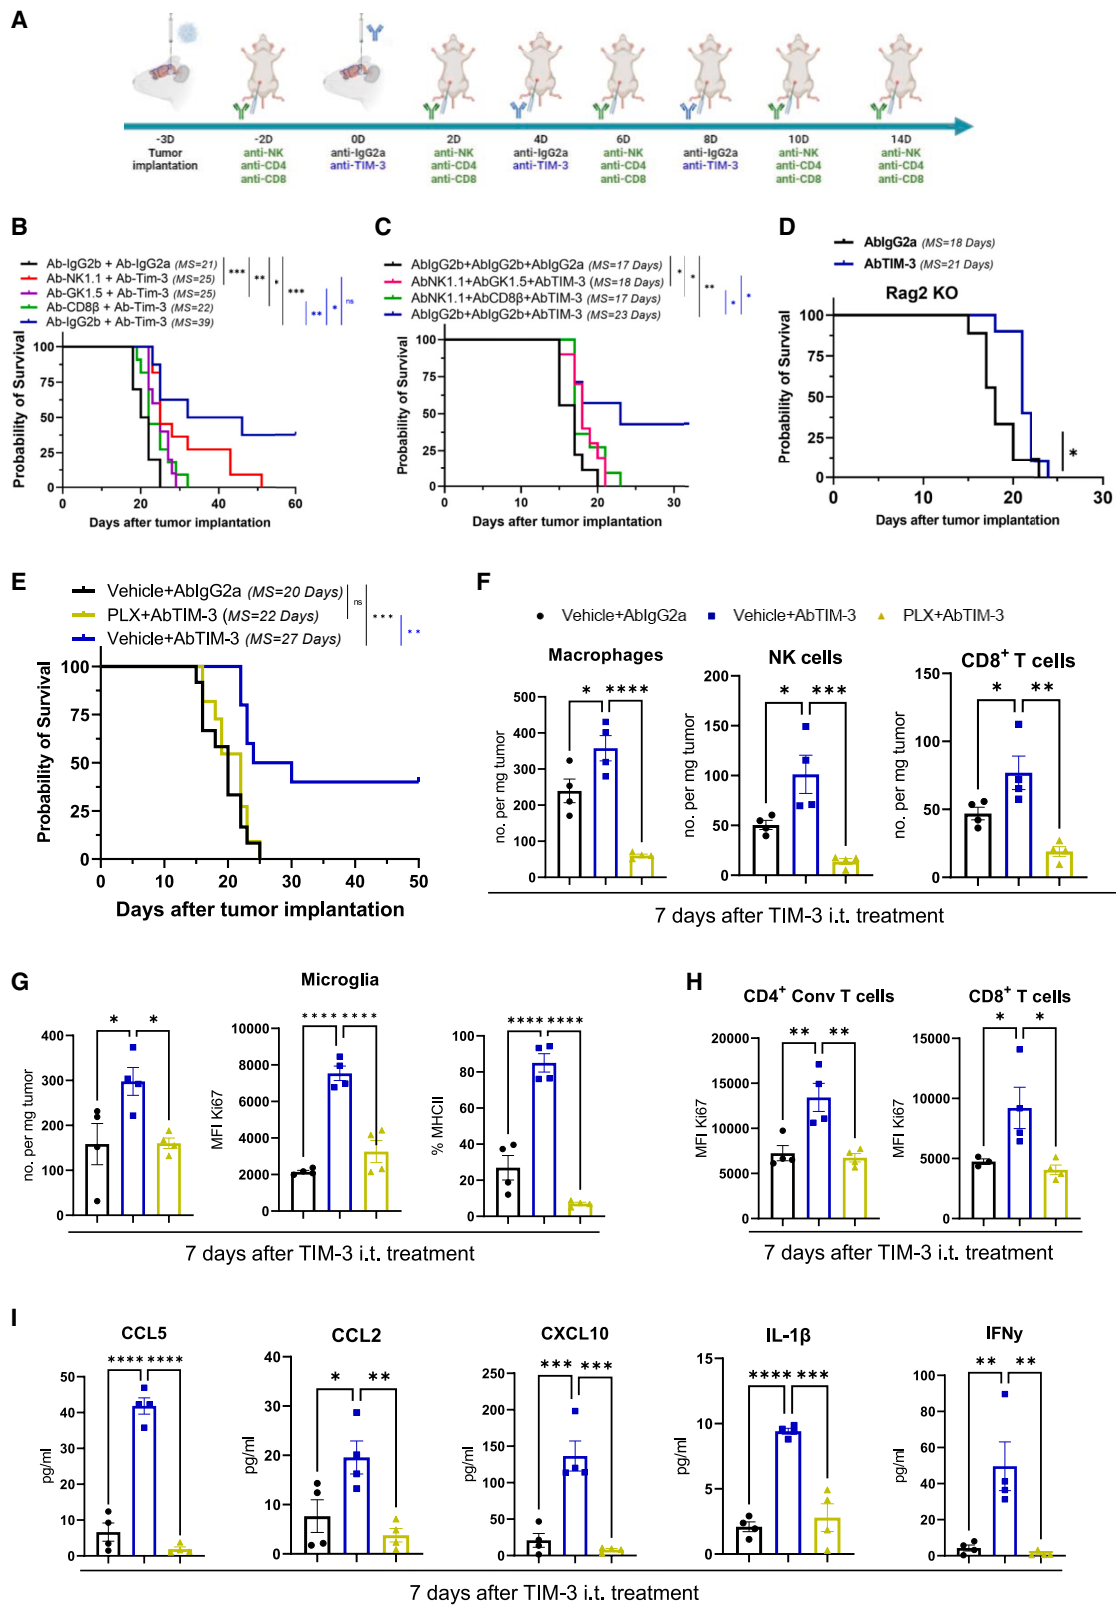 A
-3D
Tumor
implantation
-2D
anti-NK
anti-CD4
anti-CD8
0D
anti-IgG2a
anti-TIM-3
2D
anti-NK
anti-CD4
anti-CD8
4D
anti-IgG2a
anti-TIM-3
6D
anti-NK
anti-CD4
anti-CD8
8D
anti-IgG2a
anti-TIM-3
10D
anti-NK
anti-CD4
anti-CD8
14D
anti-NK
anti-CD4
anti-CD8
B
Ab-IgG2b + Ab-IgG2a (MS=21)
Ab-NK1.1 + Ab-Tim-3 (MS=25)
Ab-GK1.5 + Ab-Tim-3 (MS=25)
Ab-CD8β + Ab-Tim-3 (MS=22)
Ab-IgG2b + Ab-Tim-3 (MS=39)
*** ** * *** ** * ns
Probability of Survival
100
75
50
25
0
0 20 40 60
Days after tumor implantation
C
AbIgG2b+AbIgG2b+AbIgG2a (MS=17 Days)
AbNK1.1+AbGK1.5+AbTIM-3 (MS=18 Days)
AbNK1.1+AbCD8β+AbTIM-3 (MS=17 Days)
AbIgG2b+AbIgG2b+AbTIM-3 (MS=23 Days)
* * ** * *
Probability of Survival
100
75
50
25
0
0 10 20 30
Days after tumor implantation
D
AbIgG2a (MS=18 Days)
AbTIM-3 (MS=21 Days)
Rag2 KO
Probability of Survival
100
75
50
25
0
*
0 10 20 30
Days after tumor implantation
E
Vehicle+AbIgG2a (MS=20 Days)
PLX+AbTIM-3 (MS=22 Days)
Vehicle+AbTIM-3 (MS=27 Days)
ns *** **
Probability of Survival
100
75
50
25
0
0 10 20 30 40 50
Days after tumor implantation
F
Vehicle+AbIgG2a Vehicle+AbTIM-3 PLX+AbTIM-3
Macrophages
* ****
no. per mg tumor
500
400
300
200
100
0
NK cells
* ***
no. per mg tumor
200
150
100
50
0
CD8+ T cells
* **
no. per mg tumor
150
100
50
0
7 days after TIM-3 i.t. treatment
G
Microglia
* *
no. per mg tumor
400
300
200
100
0
**** ****
MFI Ki67
10000
8000
6000
4000
2000
0
**** ****
% MHCII
100
80
60
40
20
0
7 days after TIM-3 i.t. treatment
H
CD4+ Conv T cells
** **
MFI Ki67
20000
15000
10000
5000
0
CD8+ T cells
* *
MFI Ki67
15000
10000
5000
0
7 days after TIM-3 i.t. treatment
I
CCL5
**** ****
pg/ml
50
40
30
20
10
0
CCL2
* **
pg/ml
40
30
20
10
0
CXCL10
*** ***
pg/ml
250
200
150
100
50
0
IL-1β
**** ***
pg/ml
15
10
5
0
IFNy
** **
pg/ml
100
80
60
40
20
0
7 days after TIM-3 i.t. treatment